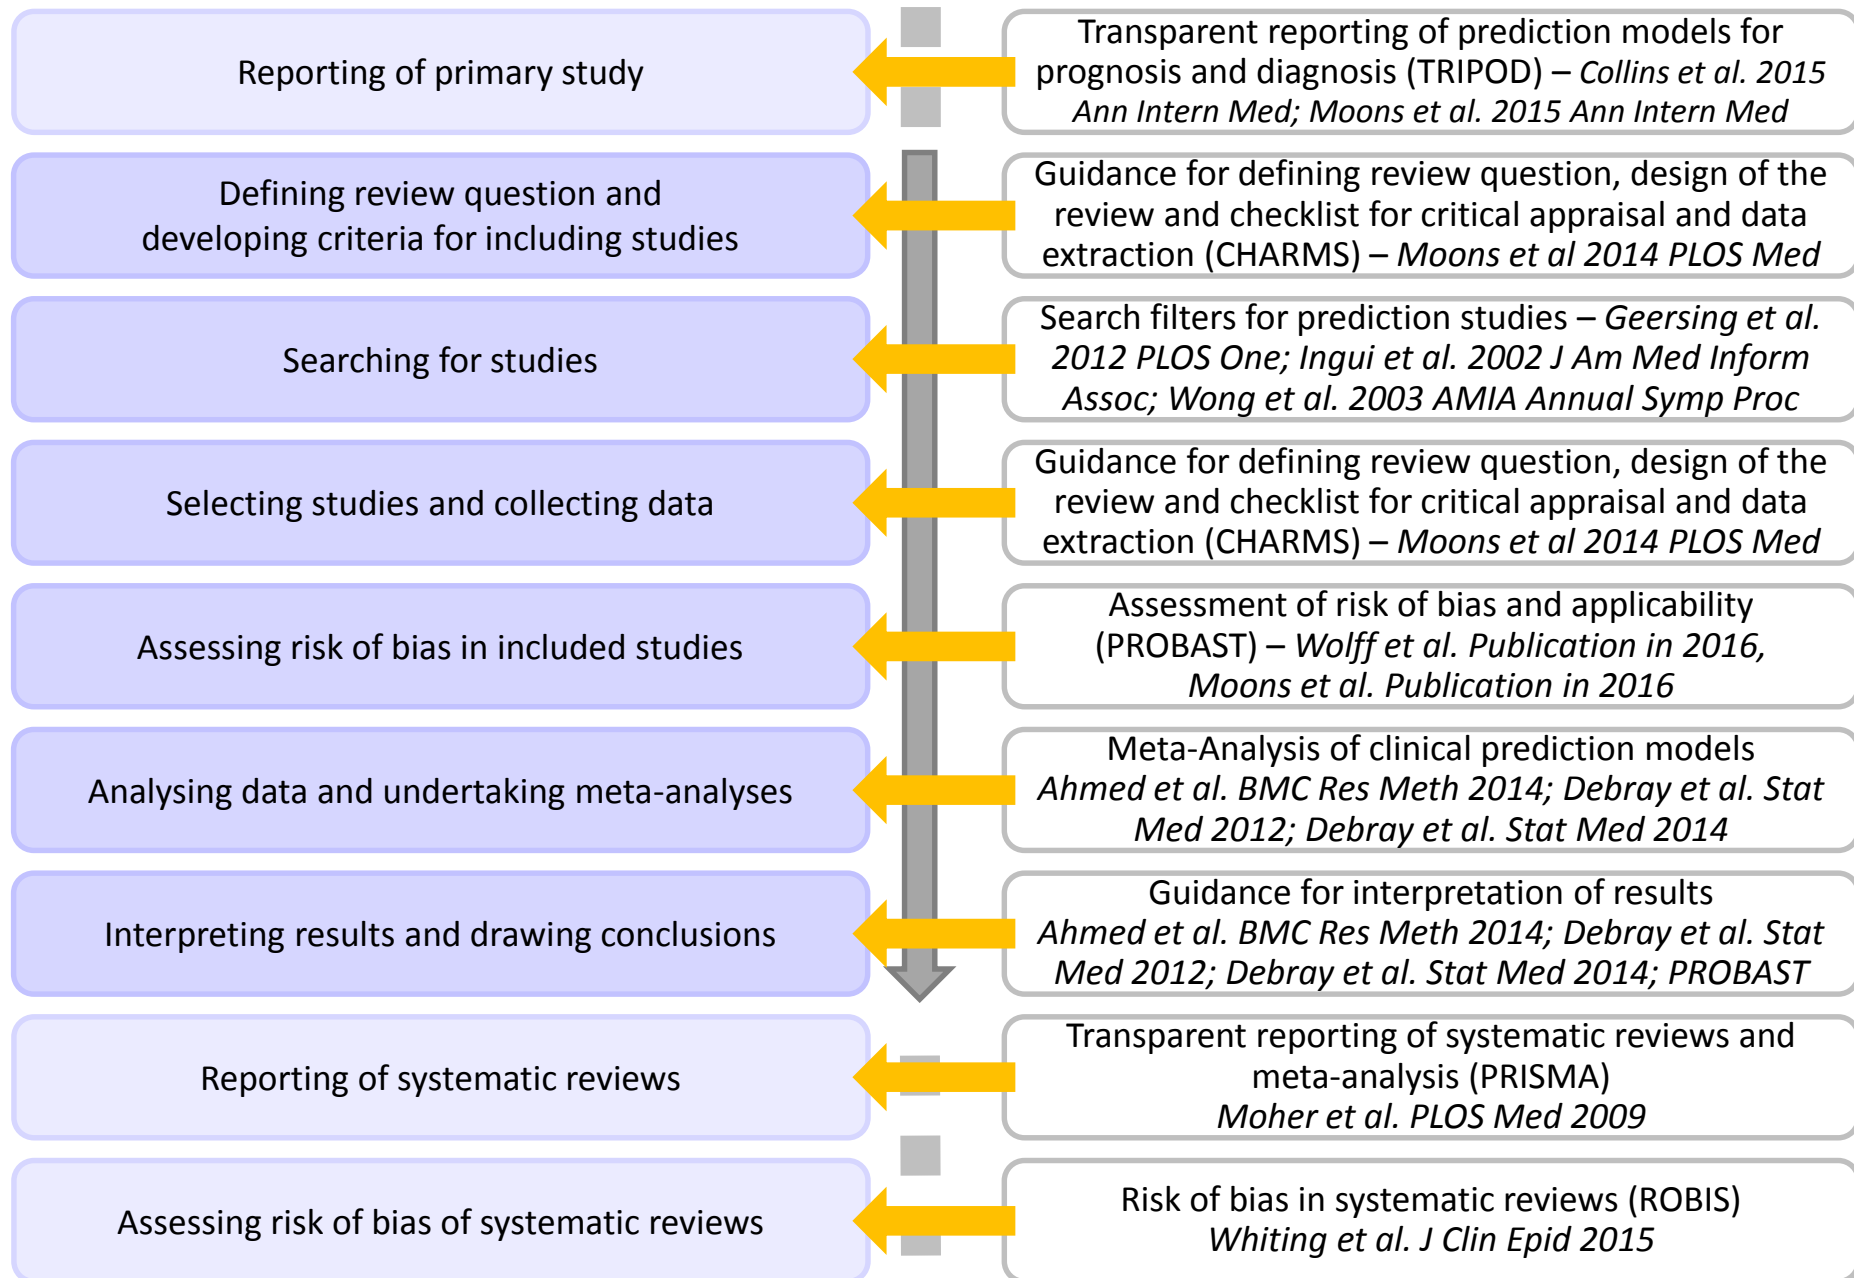 Reporting of primary study
Transparent reporting of prediction models for
prognosis and diagnosis (TRIPOD) – Collins et al. 2015
Ann Intern Med; Moons et al. 2015 Ann Intern Med
Defining review question and
developing criteria for including studies
Guidance for defining review question, design of the
review and checklist for critical appraisal and data
extraction (CHARMS) – Moons et al 2014 PLOS Med
Searching for studies
Search filters for prediction studies – Geersing et al.
2012 PLOS One; Ingui et al. 2002 J Am Med Inform
Assoc; Wong et al. 2003 AMIA Annual Symp Proc
Selecting studies and collecting data
Guidance for defining review question, design of the
review and checklist for critical appraisal and data
extraction (CHARMS) – Moons et al 2014 PLOS Med
Assessing risk of bias in included studies
Assessment of risk of bias and applicability
(PROBAST) – Wolff et al. Publication in 2016,
Moons et al. Publication in 2016
Analysing data and undertaking meta-analyses
Meta-Analysis of clinical prediction models
Ahmed et al. BMC Res Meth 2014; Debray et al. Stat
Med 2012; Debray et al. Stat Med 2014
Interpreting results and drawing conclusions
Guidance for interpretation of results
Ahmed et al. BMC Res Meth 2014; Debray et al. Stat
Med 2012; Debray et al. Stat Med 2014; PROBAST
Reporting of systematic reviews
Transparent reporting of systematic reviews and
meta-analysis (PRISMA)
Moher et al. PLOS Med 2009
Assessing risk of bias of systematic reviews
Risk of bias in systematic reviews (ROBIS)
Whiting et al. J Clin Epid 2015